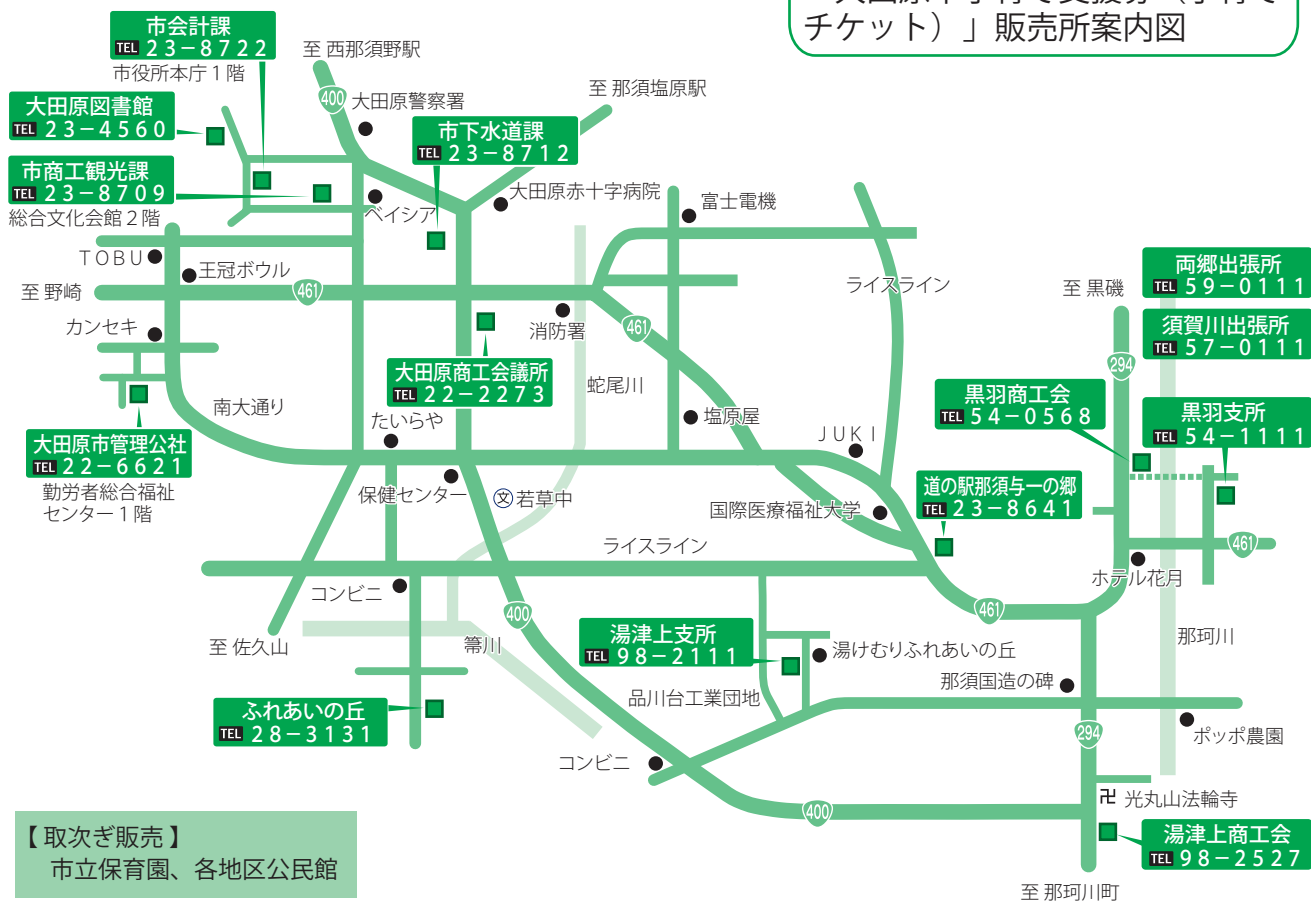 チケット）」販売所案内図
市会計課
TEL 23-8722
市役所本庁1階
至 西那須野駅
400
大田原警察署
至 那須塩原駅
大田原図書館
TEL 23-4560
市下水道課
TEL 23-8712
市商工観光課
TEL 23-8709
総合文化会館2階
ベイシア
大田原赤十字病院
富士電機
TOBU
王冠ボウル
至 野崎
461
ライスライン
至 黒磯
両郷出張所
TEL 59-0111
カンセキ
消防署
461
須賀川出張所
TEL 57-0111
294
大田原商工会議所
TEL 22-2273
蛇尾川
黒羽商工会
TEL 54-0568
黒羽支所
TEL 54-1111
南大通り
たいらや
塩原屋
JUKI
大田原市管理公社
TEL 22-6621
勤労者総合福祉
センター1階
保健センター
文 若草中
国際医療福祉大学
道の駅那須与一の郷
TEL 23-8641
ライスライン
461
ホテル花月
コンビニ
400
461
至 佐久山
箒川
湯津上支所
TEL 98-2111
湯けむりふれあいの丘
那珂川
品川台工業団地
那須国造の碑
ふれあいの丘
TEL 28-3131
294
ポッポ農園
コンビニ
400
卍 光丸山法輪寺
【取次ぎ販売】
市立保育園、各地区公民館
湯津上商工会
TEL 98-2527
至 那珂川町